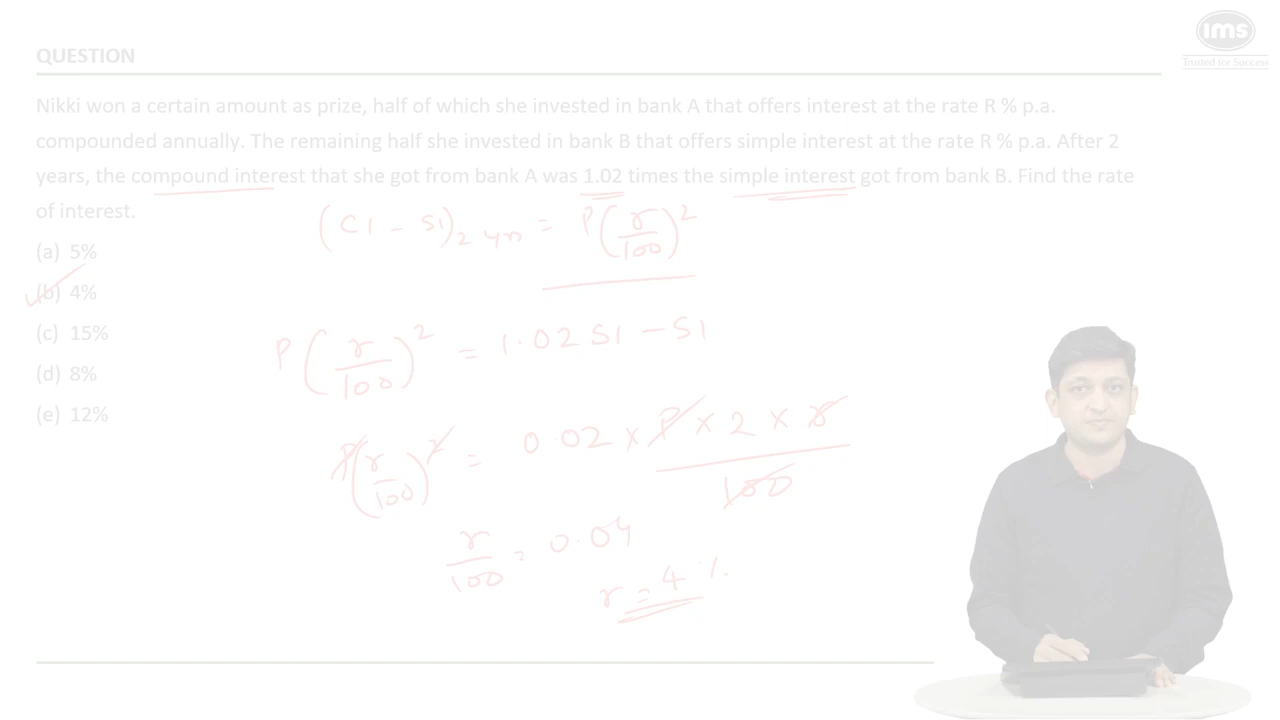 ims
Trusted for Success
QUESTION
Nikki won a certain amount as prize, half of which she invested in bank A that offers interest at the rate R % p.a.
compounded annually. The remaining half she invested in bank B that offers simple interest at the rate R % p.a. After 2
years, the compound interest that she got from bank A was 1.02 times the simple interest got from bank B. Find the rate
of interest.
(CI - SI) 2 yrs = P(r/100)^2
(a) 5%
(b) 4%
(c) 15%
(d) 8%
(e) 12%
P(r/100)^2 = 1.02 SI - SI
P(r/100)^2 = 0.02 × P × 2 × r/100
r/100 = 0.04
r = 4 %